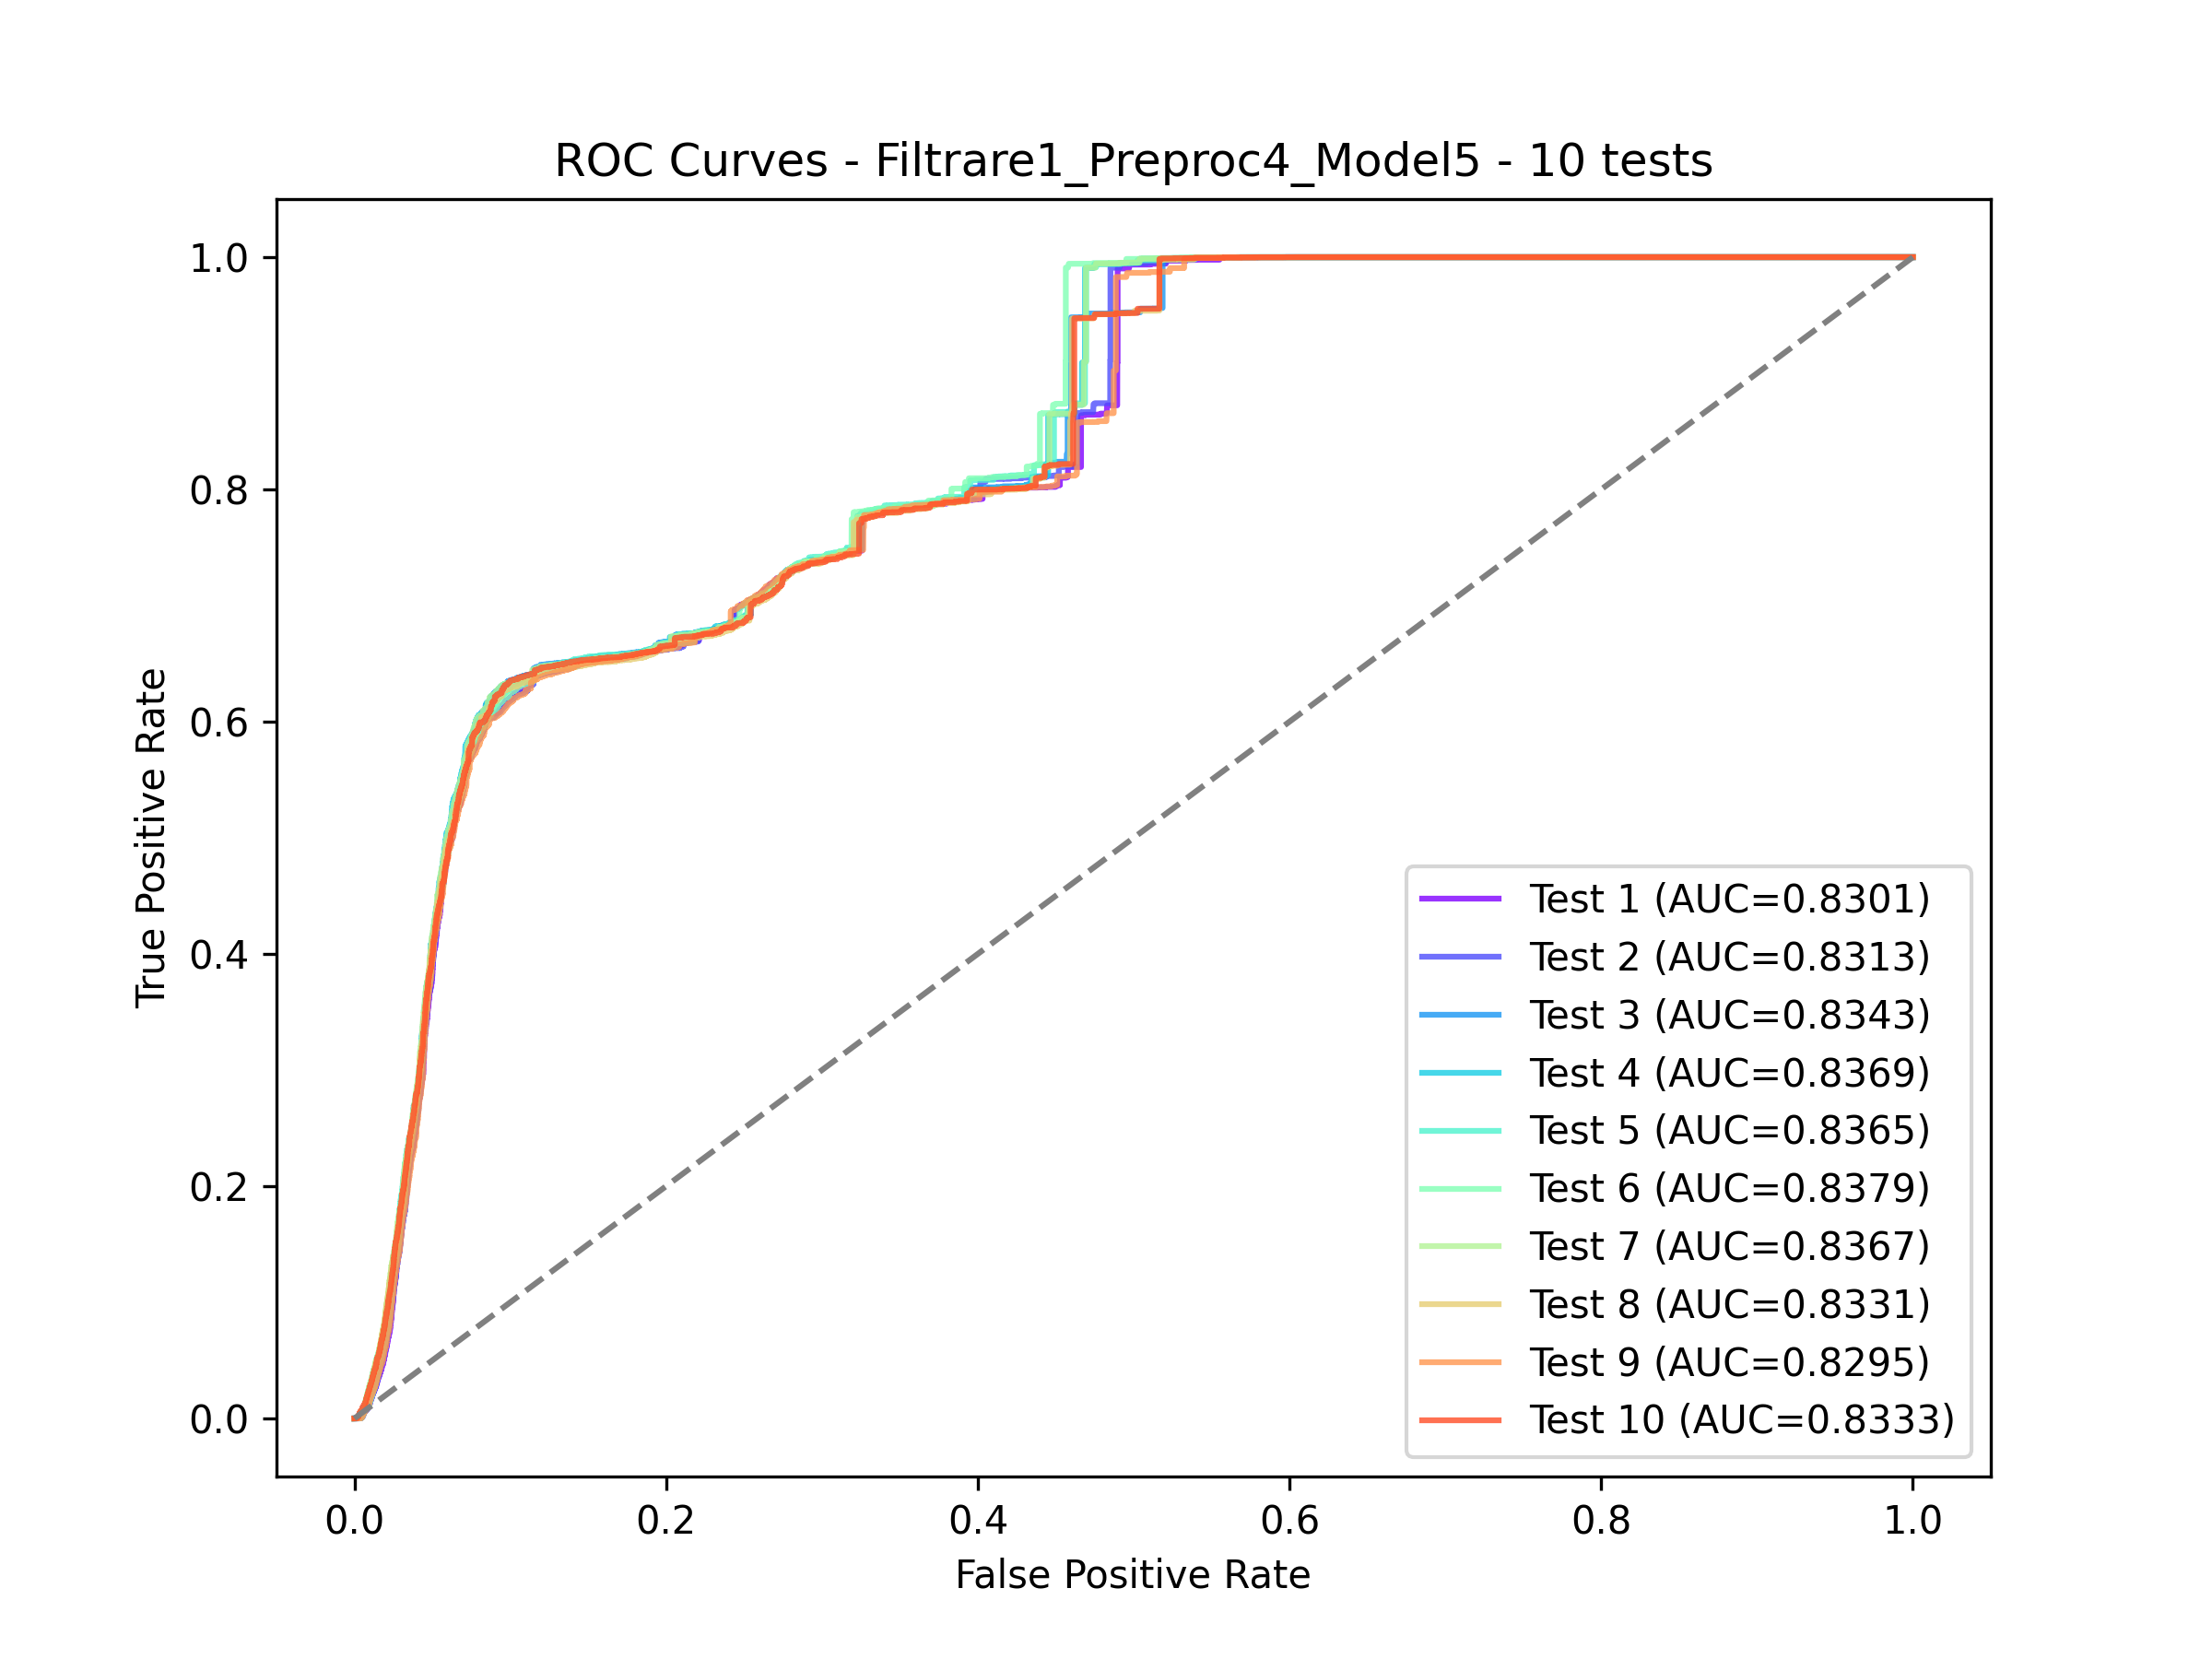 ROC Curves - Filtrare1_Preproc4_Model5 - 10 tests
True Positive Rate
1.0
0.8
0.6
0.4
0.2
0.0
0.0 0.2 0.4 0.6 0.8 1.0
False Positive Rate
Test 1 (AUC=0.8301)
Test 2 (AUC=0.8313)
Test 3 (AUC=0.8343)
Test 4 (AUC=0.8369)
Test 5 (AUC=0.8365)
Test 6 (AUC=0.8379)
Test 7 (AUC=0.8367)
Test 8 (AUC=0.8331)
Test 9 (AUC=0.8295)
Test 10 (AUC=0.8333)